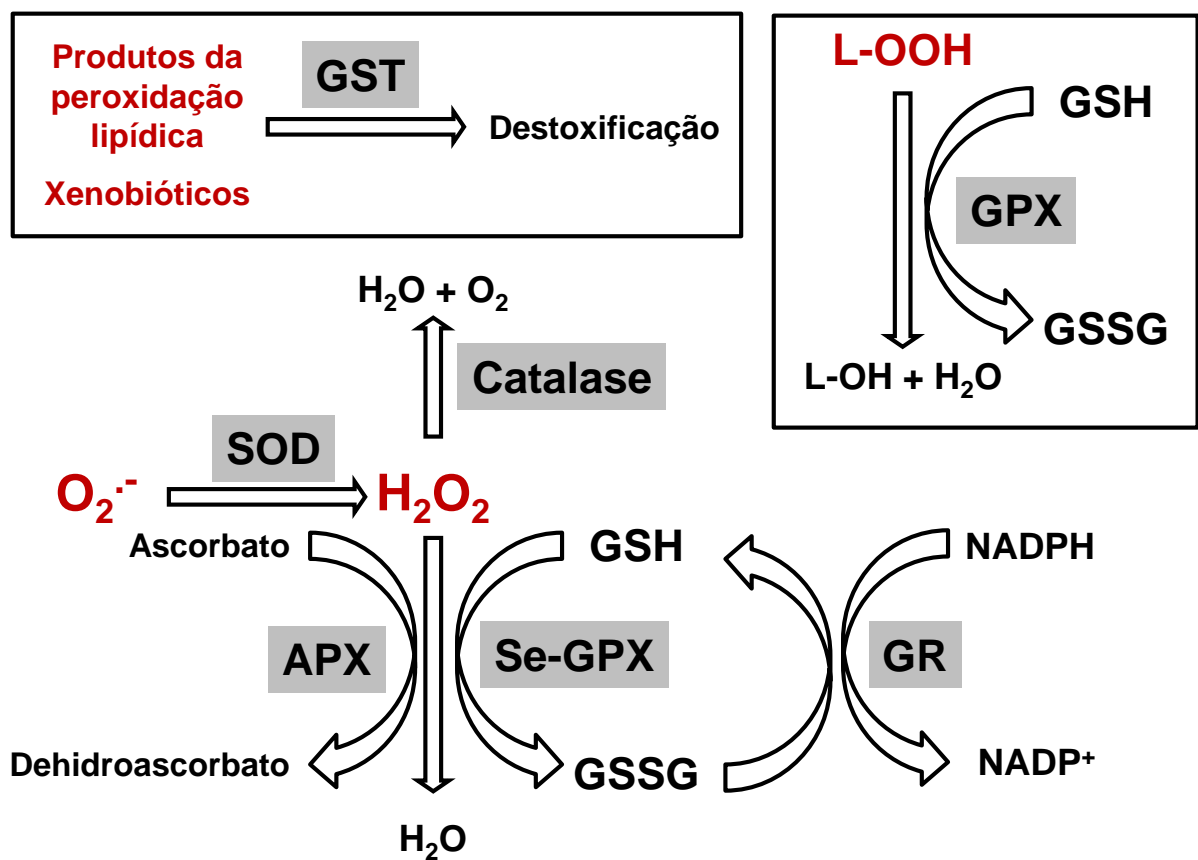 Produtos da
peroxidação
lipídica
Xenobióticos
GST
Destoxificação
L-OOH
GSH
GPX
GSSG
L-OH + H₂O
H₂O + O₂
Catalase
SOD
O₂·-
H₂O₂
Ascorbato
GSH
NADPH
APX
Se-GPX
GR
Dehidroascorbato
GSSG
NADP⁺
H₂O